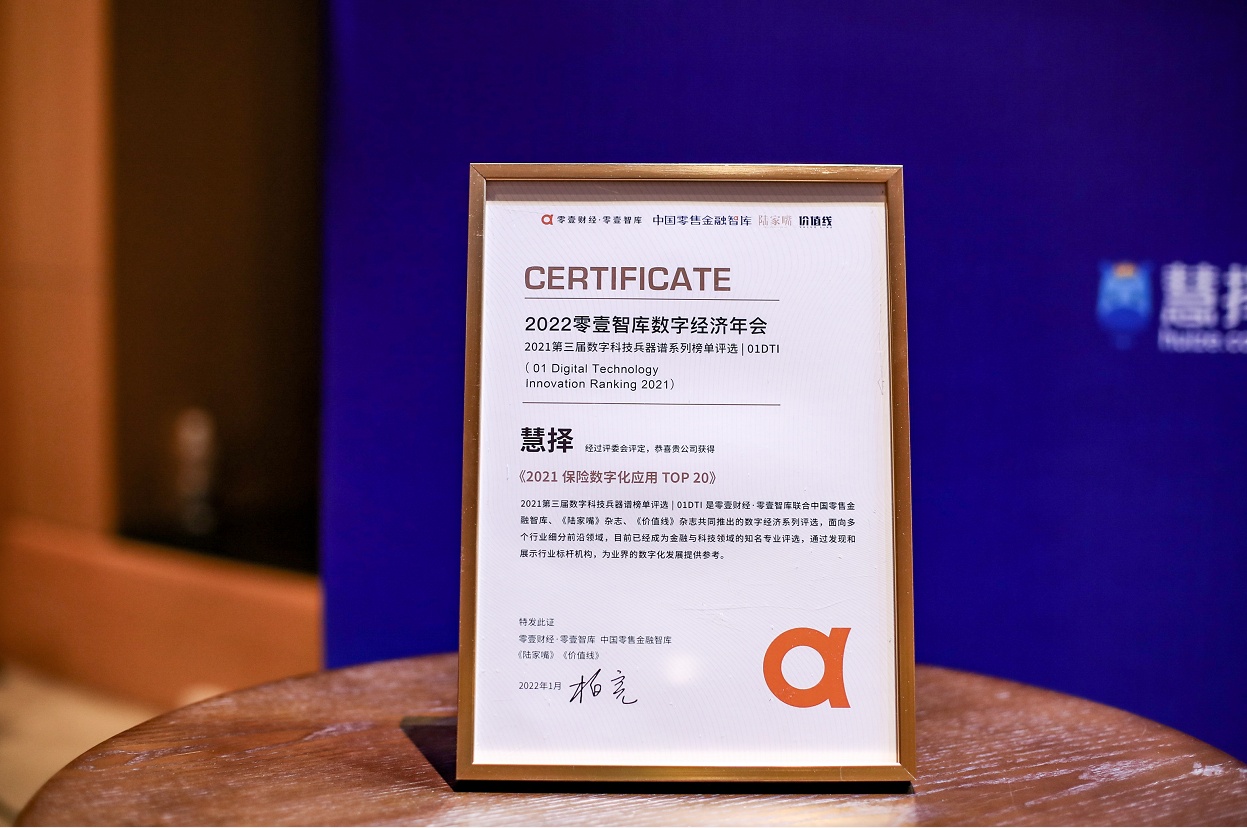 零壹财经·零壹智库 中国零售金融智库 陆家嘴 价值线
CERTIFICATE
2022零壹智库数字经济年会
2021第三届数字科技兵器谱系列榜单评选 | 01DTI
( 01 Digital Technology
Innovation Ranking 2021)
慧择 经过评委会评定，恭喜贵公司获得
《2021 保险数字化应用 TOP 20》
2021第三届数字科技兵器谱榜单评选 | 01DTI 是零壹财经·零壹智库联合中国零售金
融智库、《陆家嘴》杂志、《价值线》杂志共同推出的数字经济系列评选，面向多
个行业细分前沿领域，目前已经成为金融与科技领域的知名专业评选，通过发现和
展示行业标杆机构，为业界的数字化发展提供参考。
特发此证
零壹财经·零壹智库 中国零售金融智库
《陆家嘴》《价值线》
2022年1月 柏亮
慧择
huize.co